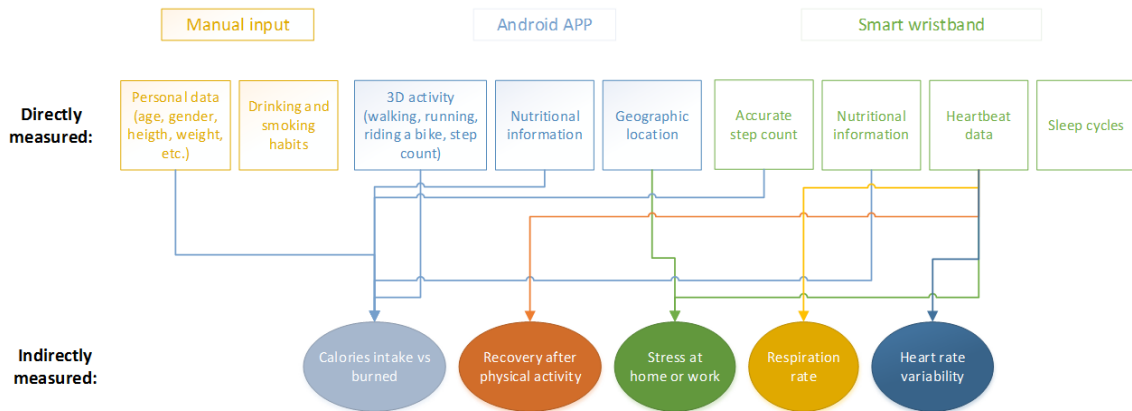 Manual input
Android APP
Smart wristband
Directly
measured:
Personal data
(age, gender,
heigth, weight,
etc.)
Drinking and
smoking
habits
3D activity
(walking, running,
riding a bike, step
count)
Nutritional
information
Geographic
location
Accurate
step count
Nutritional
information
Heartbeat
data
Sleep cycles
Indirectly
measured:
Calories intake vs
burned
Recovery after
physical activity
Stress at
home or work
Respiration
rate
Heart rate
variability